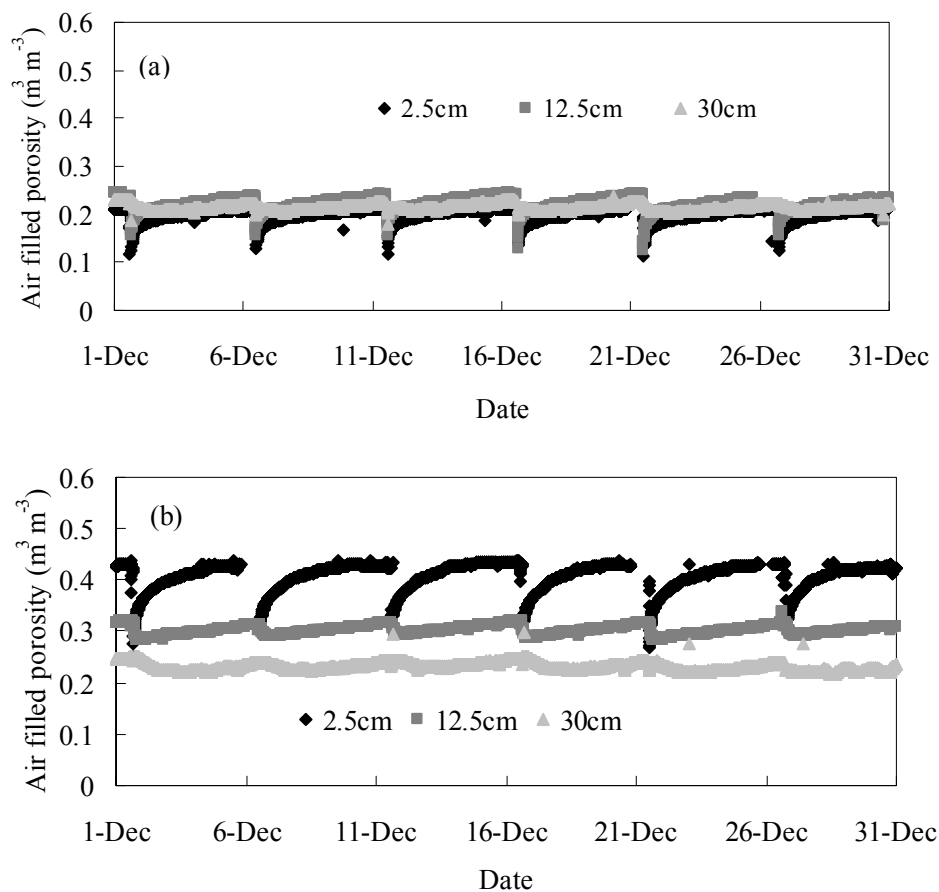 Air filled porosity (m³ m⁻³)
0.6
0.5
0.4
0.3
0.2
0.1
0
(a)
2.5cm 12.5cm 30cm
1-Dec 6-Dec 11-Dec 16-Dec 21-Dec 26-Dec 31-Dec
Date
Air filled porosity (m³ m⁻³)
0.6
0.5
0.4
0.3
0.2
0.1
0
(b)
2.5cm 12.5cm 30cm
1-Dec 6-Dec 11-Dec 16-Dec 21-Dec 26-Dec 31-Dec
Date